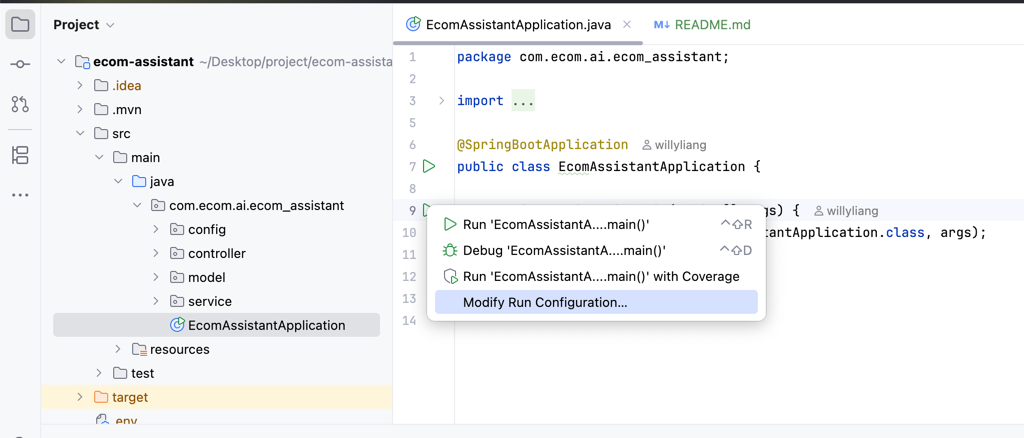 Project
EcomAssistantApplication.java
M↓ README.md
ecom-assistant ~/Desktop/project/ecom-assista
.idea
.mvn
src
main
java
com.ecom.ai.ecom_assistant
config
controller
model
service
EcomAssistantApplication
resources
test
target
.env
1 package com.ecom.ai.ecom_assistant;
2
3 import ...
5
6 @SpringBootApplication willyliang
7 public class EcomAssistantApplication {
8
9 gs) { willyliang
10 tantApplication.class, args);
11
12
13
14
Run 'EcomAssistantA....main()' ⌃⇧R
Debug 'EcomAssistantA....main()' ⌃⇧D
Run 'EcomAssistantA....main()' with Coverage
Modify Run Configuration...